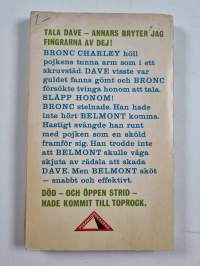 TALA DAVE – ANNARS BRYTER JAG
FINGRARNA AV DEJ!
BRONC CHARLEY höll
pojkens tunna arm som i ett
skruvstäd. DAVE visste var
guldet fanns gömt och BRONC
försökte tvinga honom att tala.
SLÄPP HONOM!
BRONC stelnade. Han hade
inte hört BELMONT komma.
Hastigt svängde han runt
med pojken som en sköld
framför sig. Han trodde inte
att BELMONT skulle våga
skjuta av rädsla att skada
DAVE. Men BELMONT sköt
– snabbt och effektivt.
DÖD – OCH ÖPPEN STRID –
HADE KOMMIT TILL TOPROCK.